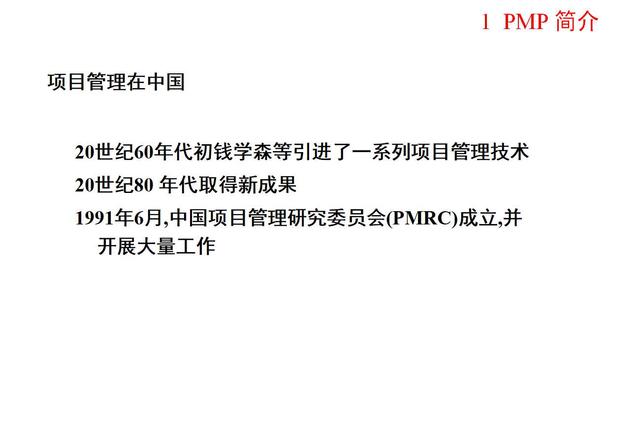 1 PMP 简介
项目管理在中国
20世纪60年代初钱学森等引进了一系列项目管理技术
20世纪80 年代取得新成果
1991年6月,中国项目管理研究委员会(PMRC)成立,并
开展大量工作